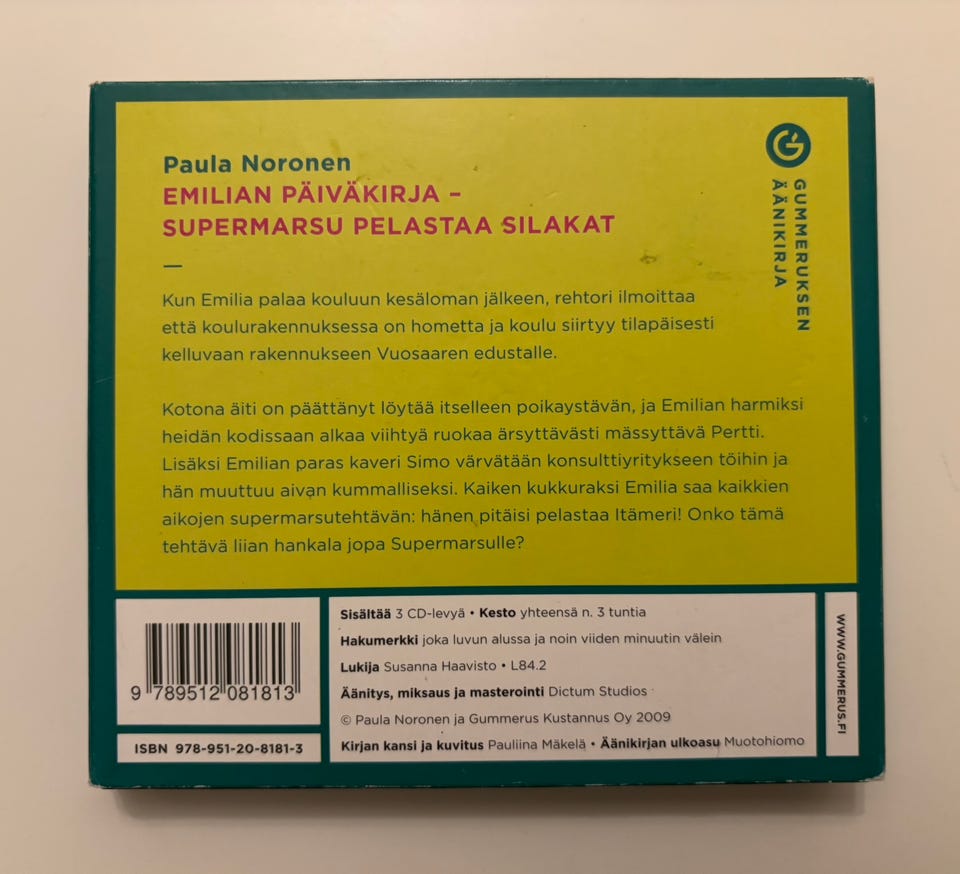 Paula Noronen
EMILIAN PÄIVÄKIRJA –
SUPERMARSU PELASTAA SILAKAT
—
Kun Emilia palaa kouluun kesäloman jälkeen, rehtori ilmoittaa
että koulurakennuksessa on hometta ja koulu siirtyy tilapäisesti
kelluvaan rakennukseen Vuosaaren edustalle.
Kotona äiti on päättänyt löytää itselleen poikaystävän, ja Emilian harmiksi
heidän kodissaan alkaa viihtyä ruokaa ärsyttävästi mässyttävä Pertti.
Lisäksi Emilian paras kaveri Simo värvätään konsulttiyritykseen töihin ja
hän muuttuu aivan kummalliseksi. Kaiken kukkuraksi Emilia saa kaikkien
aikojen supermarsutehtävän: hänen pitäisi pelastaa Itämeri! Onko tämä
tehtävä liian hankala jopa Supermarsulle?
G
GUMMERUKSEN
ÄÄNIKIRJA
9 789512 081813
ISBN 978-951-20-8181-3
Sisältää 3 CD-levyä • Kesto yhteensä n. 3 tuntia
Hakumerkki joka luvun alussa ja noin viiden minuutin välein
Lukija Susanna Haavisto • L84.2
Äänitys, miksaus ja masterointi Dictum Studios
© Paula Noronen ja Gummerus Kustannus Oy 2009
Kirjan kansi ja kuvitus Pauliina Mäkelä • Äänikirjan ulkoasu Muotohiomo
WWW.GUMMERUS.FI